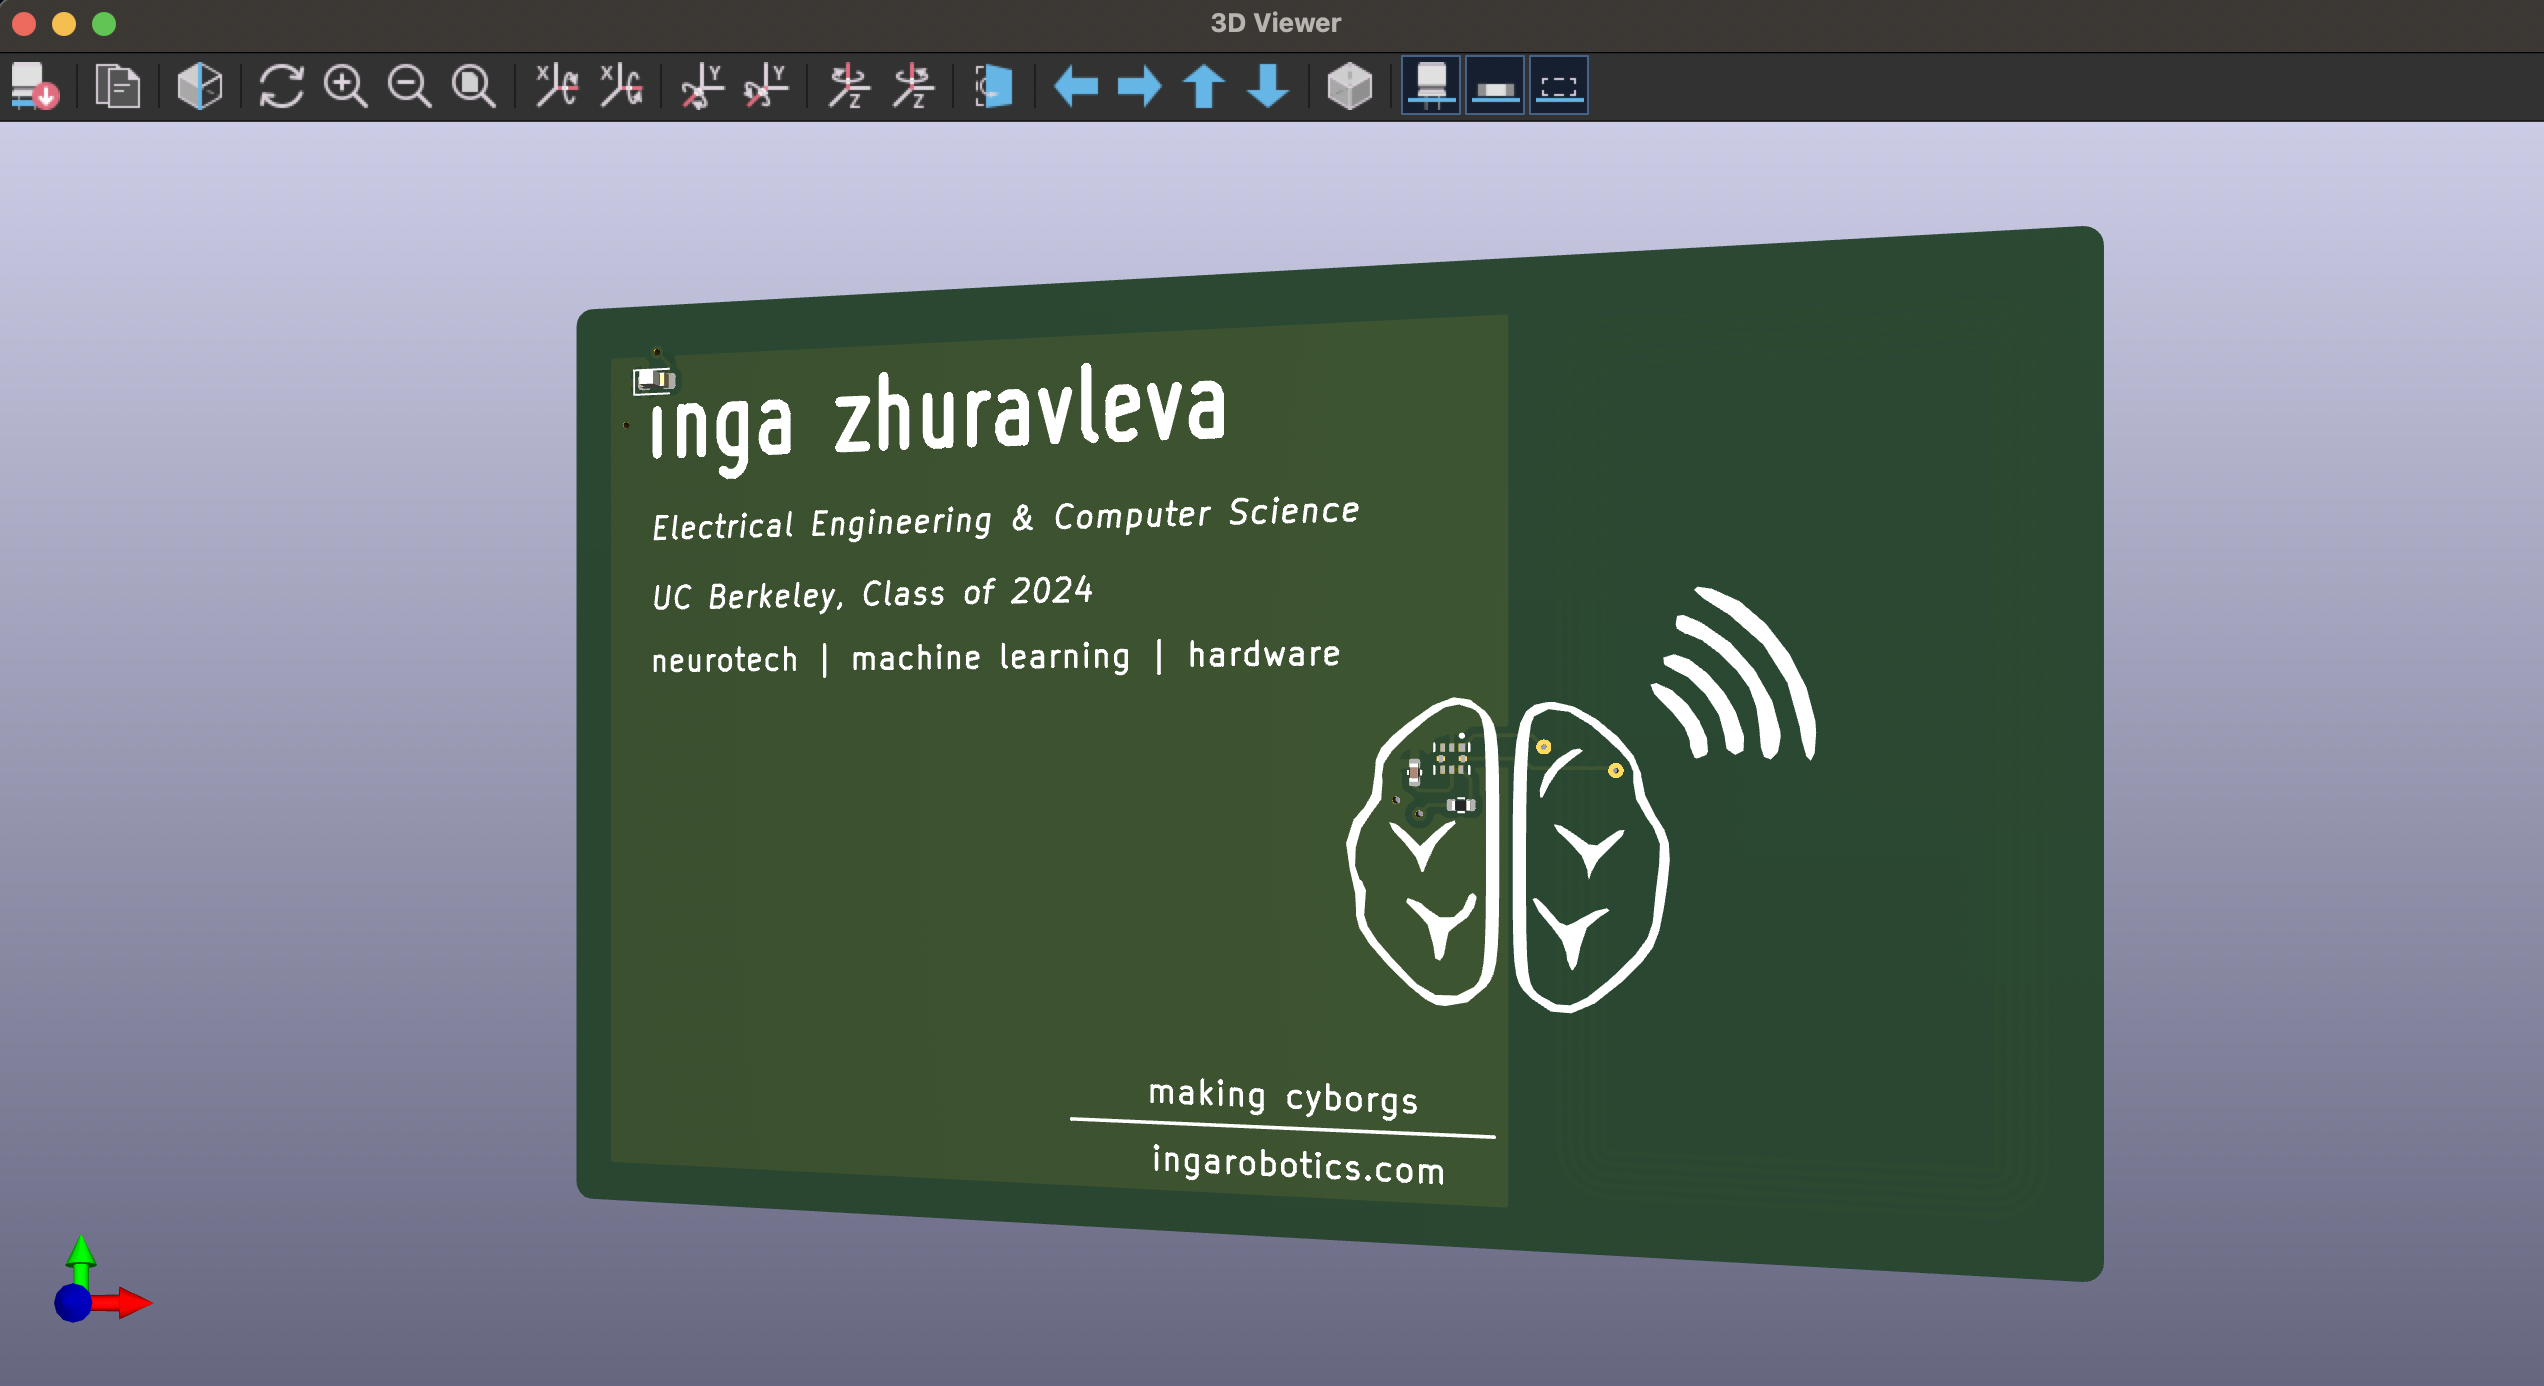 3D Viewer
X X Y Y Z Z
inga zhuravleva
Electrical Engineering & Computer Science
UC Berkeley, Class of 2024
neurotech | machine learning | hardware
making cyborgs
ingarobotics.com